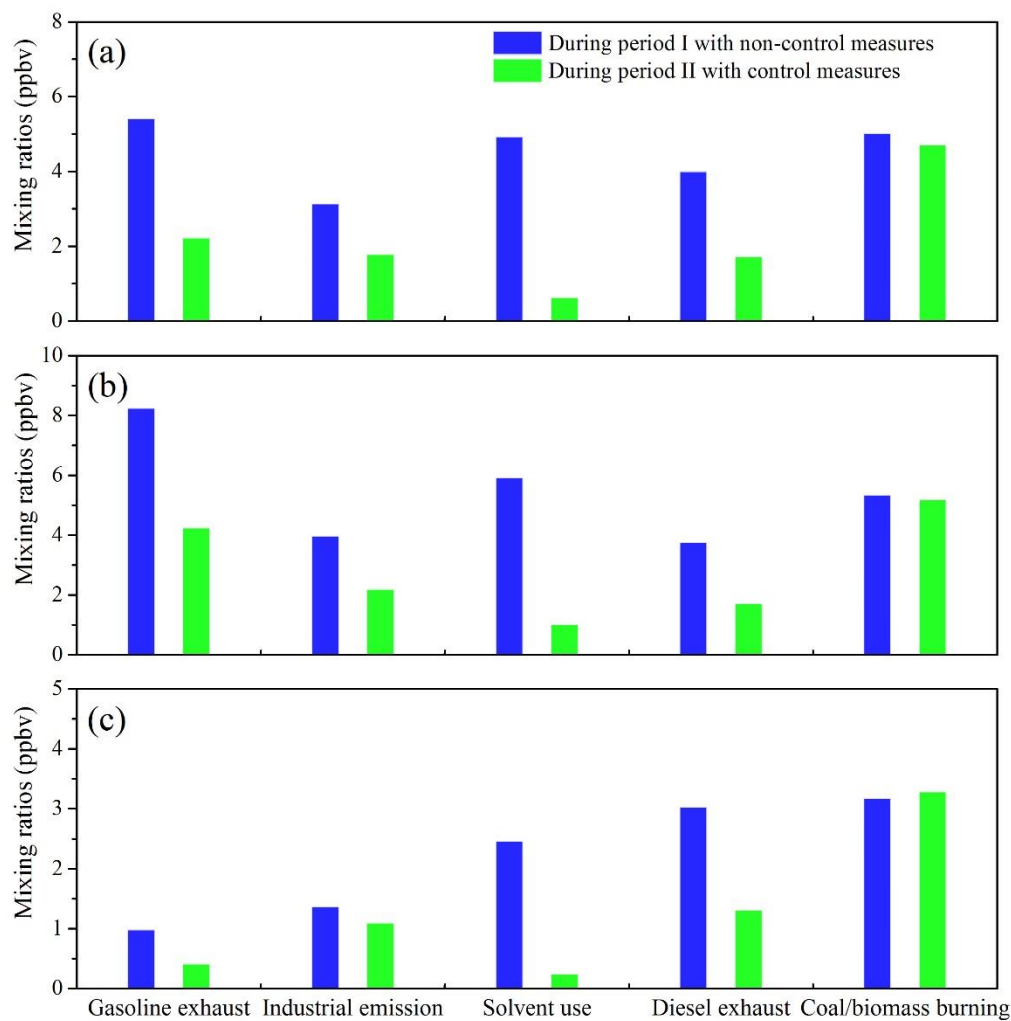 8
(a)
During period I with non-control measures
During period II with control measures
6
4
2
0
Mixing ratios (ppbv)
10
(b)
8
6
4
2
0
Mixing ratios (ppbv)
5
(c)
4
3
2
1
0
Mixing ratios (ppbv)
Gasoline exhaust Industrial emission Solvent use Diesel exhaust Coal/biomass burning